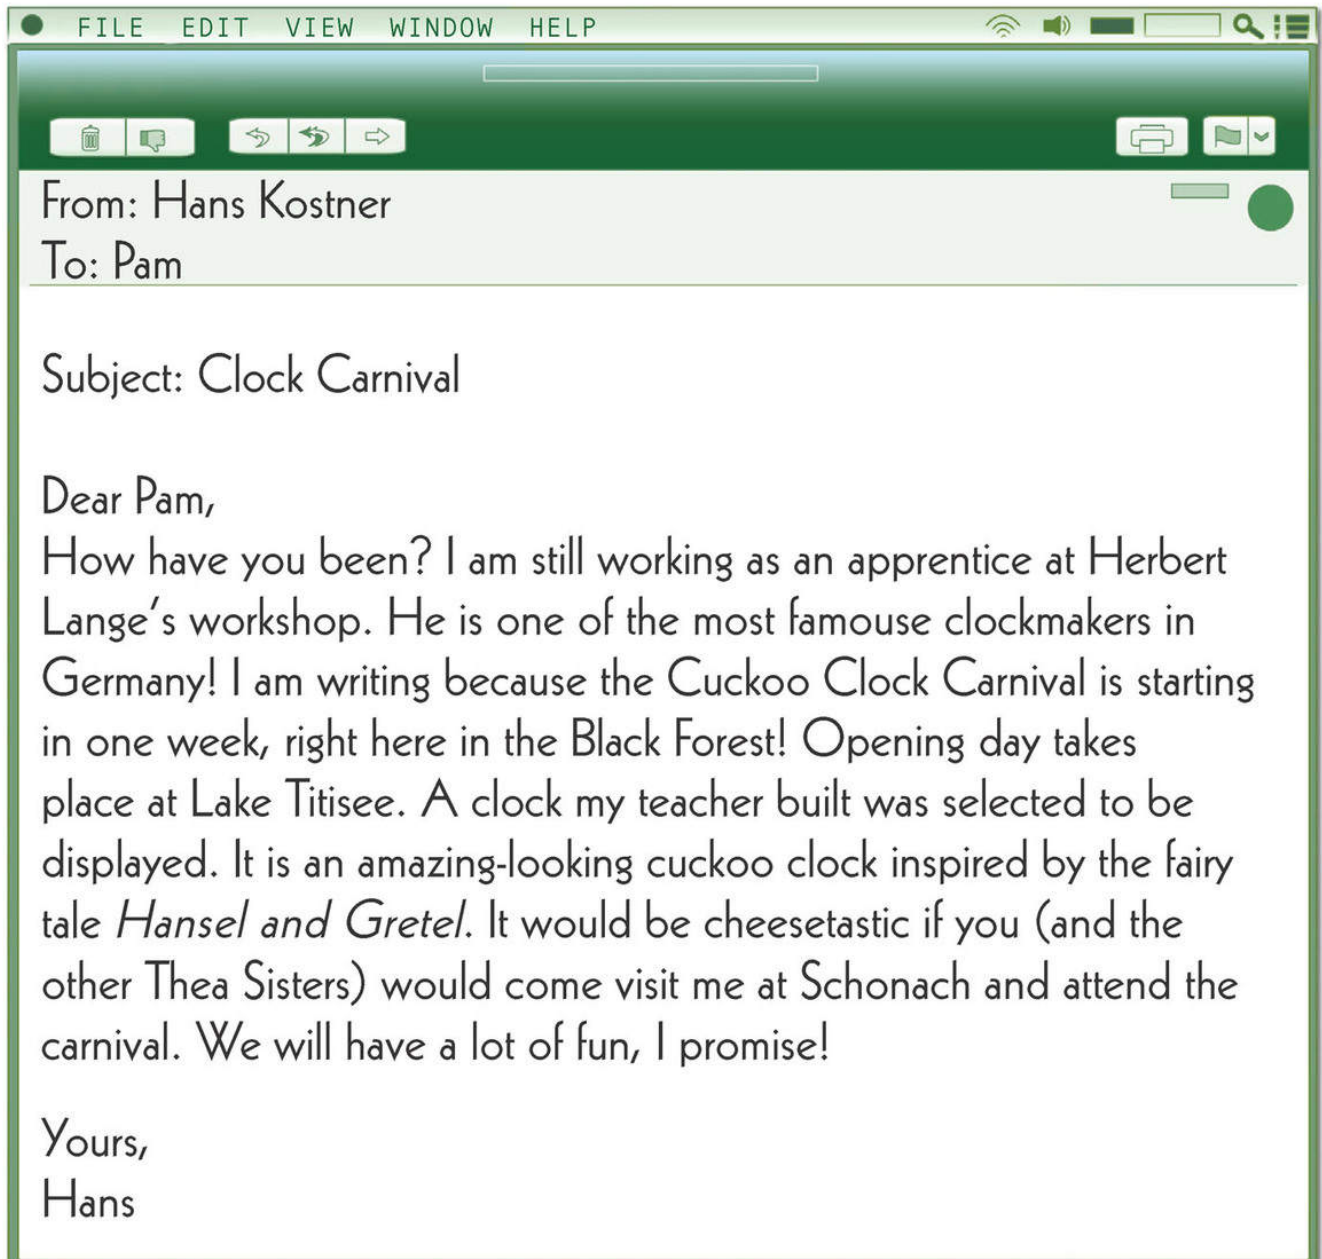 FILE EDIT VIEW WINDOW HELP
From: Hans Kostner
To: Pam
Subject: Clock Carnival
Dear Pam,
How have you been? I am still working as an apprentice at Herbert
Lange's workshop. He is one of the most famouse clockmakers in
Germany! I am writing because the Cuckoo Clock Carnival is starting
in one week, right here in the Black Forest! Opening day takes
place at Lake Titisee. A clock my teacher built was selected to be
displayed. It is an amazing-looking cuckoo clock inspired by the fairy
tale Hansel and Gretel. It would be cheesetastic if you (and the
other Thea Sisters) would come visit me at Schonach and attend the
carnival. We will have a lot of fun, I promise!
Yours,
Hans